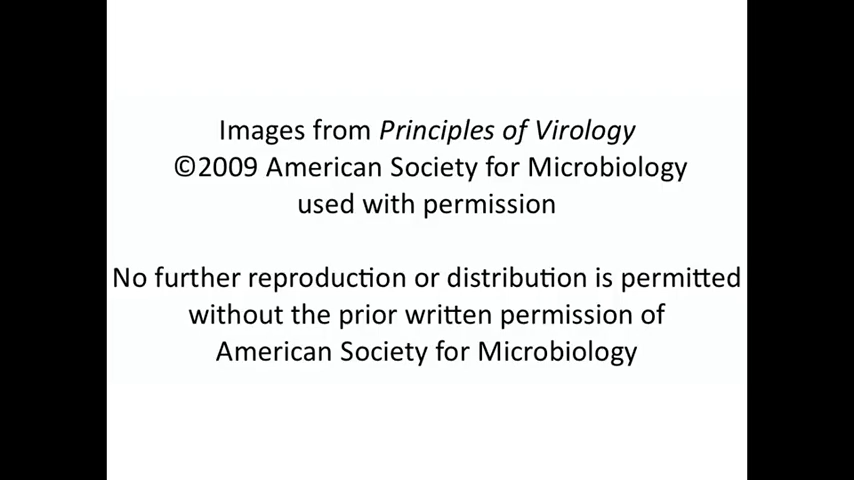 Images from Principles of Virology
©2009 American Society for Microbiology
used with permission
No further reproduction or distribution is permitted
without the prior written permission of
American Society for Microbiology